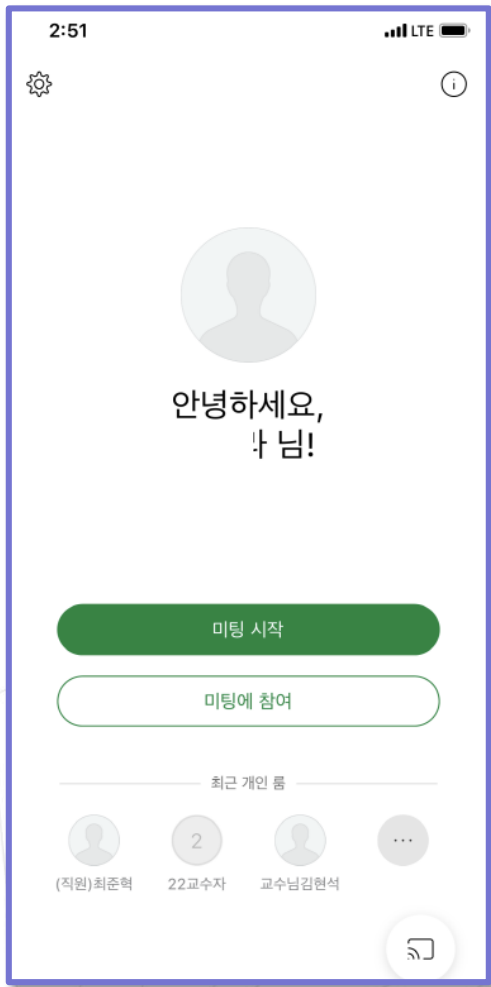 2:51
LTE
안녕하세요,
님!
미팅 시작
미팅에 참여
최근 개인 룸
2
(직원)최준혁
22교수자
교수님김현석